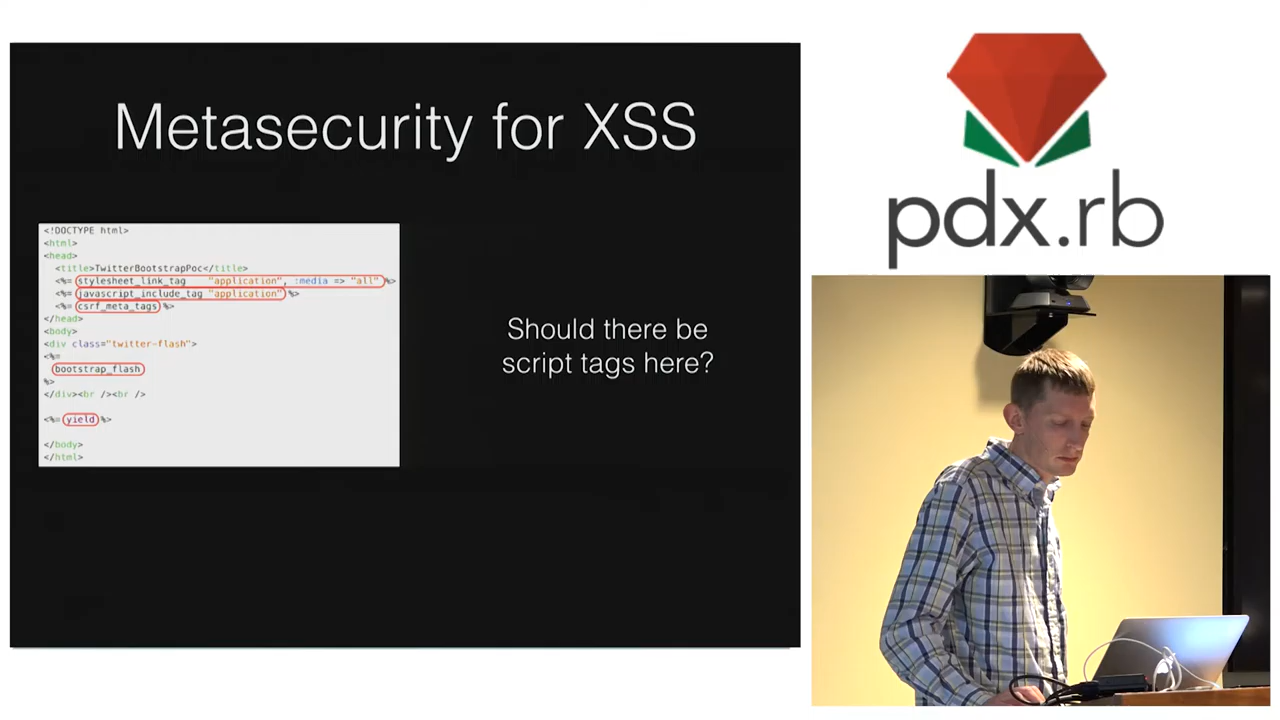 Metasecurity for XSS
<!DOCTYPE html>
<html>
<head>
<title>TwitterBootstrapPoc</title>
<%= stylesheet_link_tag "application", :media => "all" %>
<%= javascript_include_tag "application" %>
<%= csrf_meta_tags %>
</head>
<body>
<div class="twitter-flash">
<%=
bootstrap_flash
%>
</div><br /><br />
<%= yield %>
</body>
</html>
Should there be
script tags here?
pdx.rb